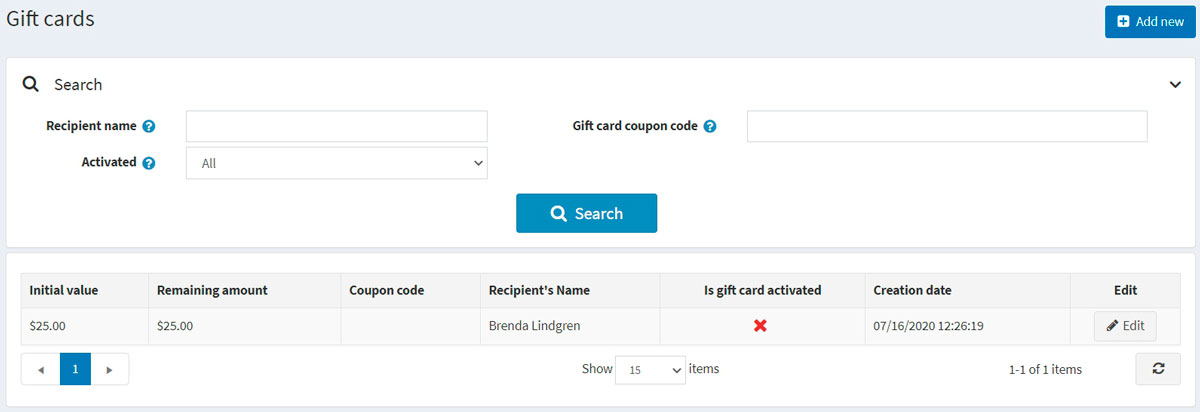 Gift cards
Add new
Search
Recipient name
Gift card coupon code
Activated
All
Search
Initial value Remaining amount Coupon code Recipient's Name Is gift card activated Creation date Edit
$25.00 $25.00 Brenda Lindgren 07/16/2020 12:26:19 Edit
1 Show 15 items 1-1 of 1 items